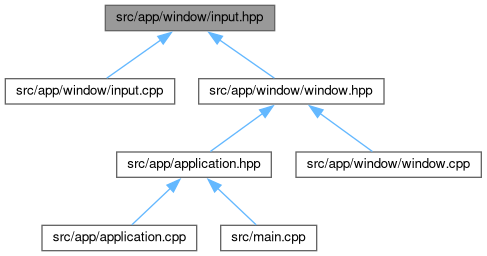 src/app/window/input.hpp
src/app/window/input.cpp
src/app/window/window.hpp
src/app/application.hpp
src/app/window/window.cpp
src/app/application.cpp
src/main.cpp